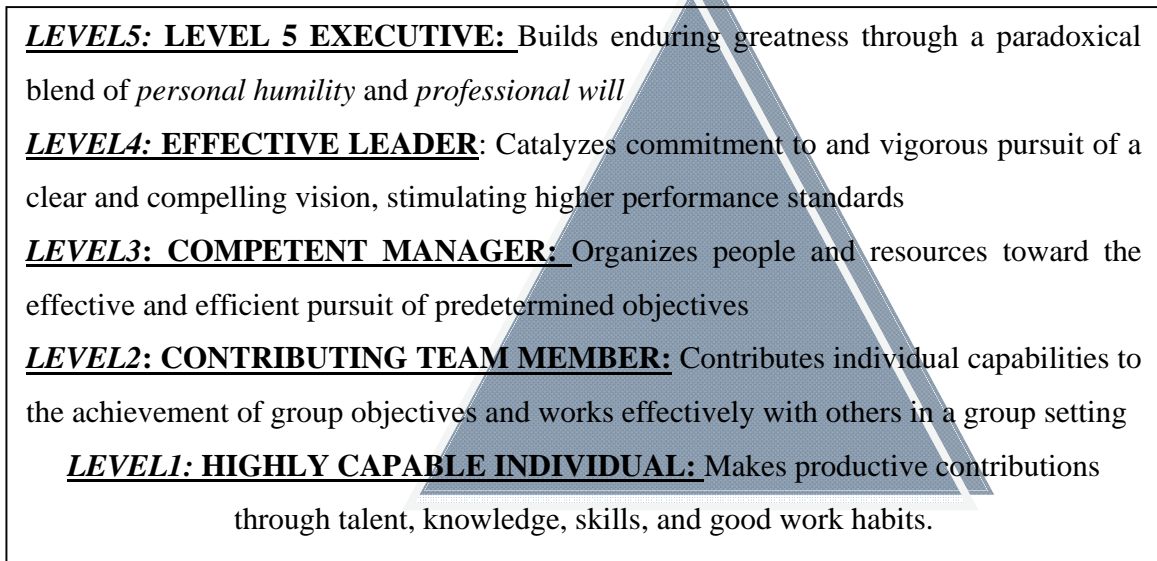 LEVEL5: LEVEL 5 EXECUTIVE: Builds enduring greatness through a paradoxical
blend of personal humility and professional will
LEVEL4: EFFECTIVE LEADER: Catalyzes commitment to and vigorous pursuit of a
clear and compelling vision, stimulating higher performance standards
LEVEL3: COMPETENT MANAGER: Organizes people and resources toward the
effective and efficient pursuit of predetermined objectives
LEVEL2: CONTRIBUTING TEAM MEMBER: Contributes individual capabilities to
the achievement of group objectives and works effectively with others in a group setting
LEVEL1: HIGHLY CAPABLE INDIVIDUAL: Makes productive contributions
through talent, knowledge, skills, and good work habits.